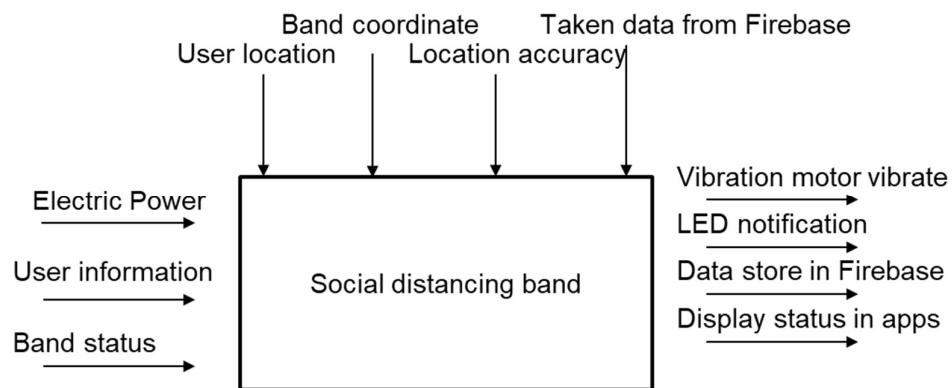 Band coordinate
Taken data from Firebase
User location
Location accuracy
Electric Power
User information
Band status
Social distancing band
Vibration motor vibrate
LED notification
Data store in Firebase
Display status in apps